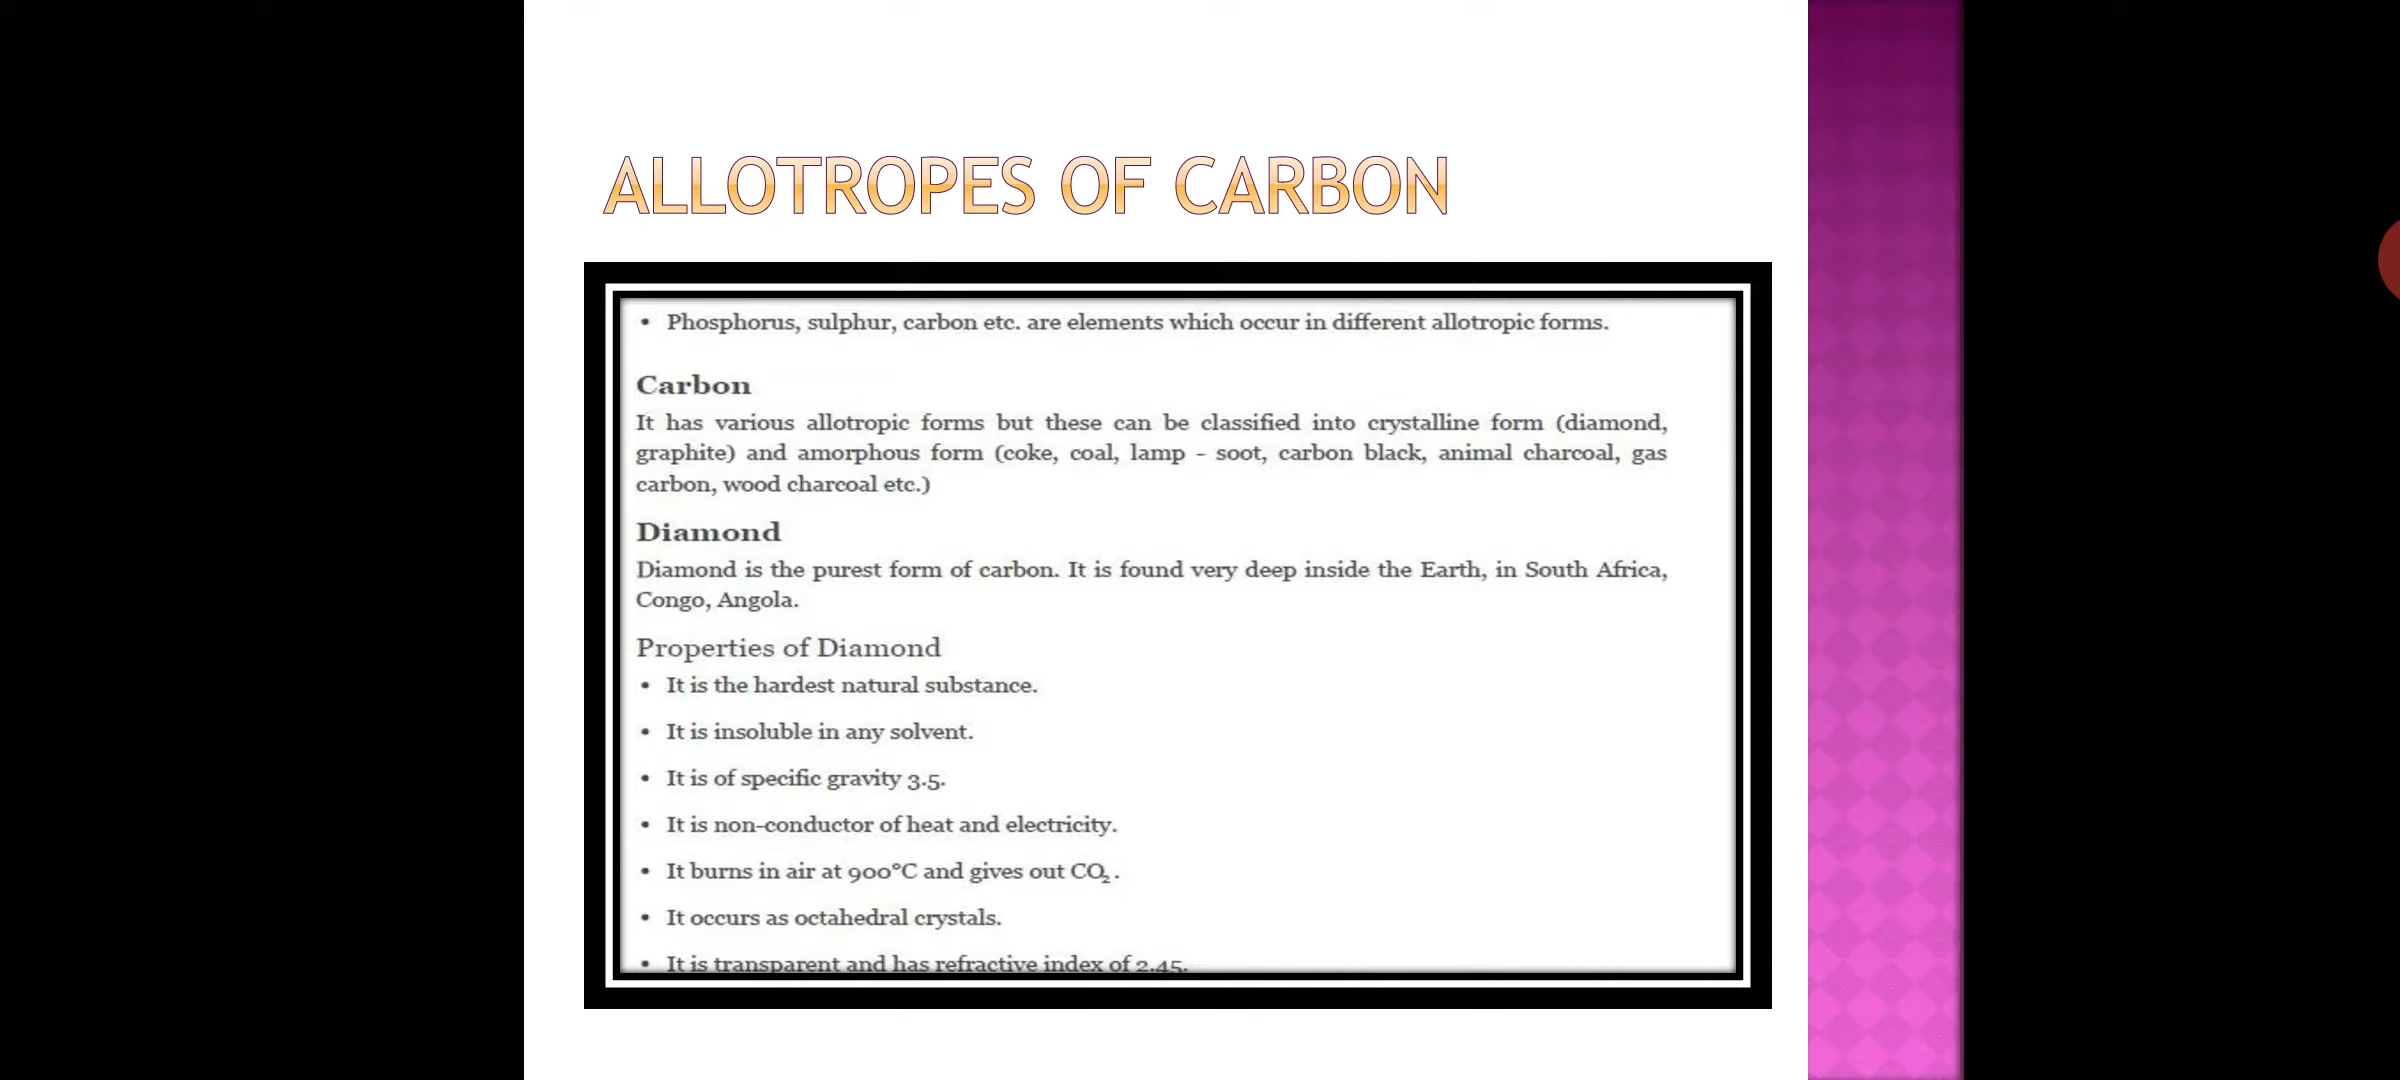 ALLOTROPES OF CARBON
• Phosphorus, sulphur, carbon etc. are elements which occur in different allotropic forms.
Carbon
It has various allotropic forms but these can be classified into crystalline form (diamond,
graphite) and amorphous form (coke, coal, lamp - soot, carbon black, animal charcoal, gas
carbon, wood charcoal etc.)
Diamond
Diamond is the purest form of carbon. It is found very deep inside the Earth, in South Africa,
Congo, Angola.
Properties of Diamond
• It is the hardest natural substance.
• It is insoluble in any solvent.
• It is of specific gravity 3.5.
• It is non-conductor of heat and electricity.
• It burns in air at 900°C and gives out CO₂ .
• It occurs as octahedral crystals.
• It is transparent and has refractive index of 2.45.